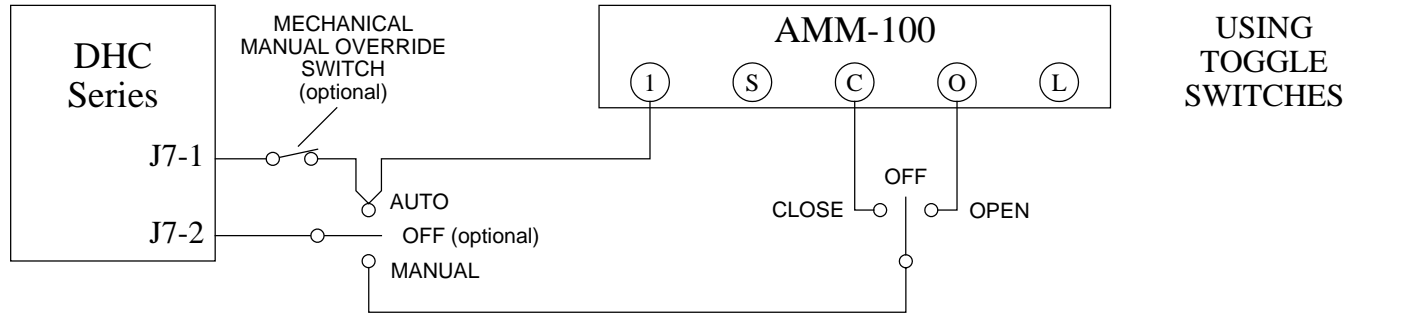 DHC
Series
J7-1
J7-2
MECHANICAL
MANUAL OVERRIDE
SWITCH
(optional)
AUTO
OFF (optional)
MANUAL
AMM-100
1 S C O L
OFF
CLOSE OPEN
USING
TOGGLE
SWITCHES